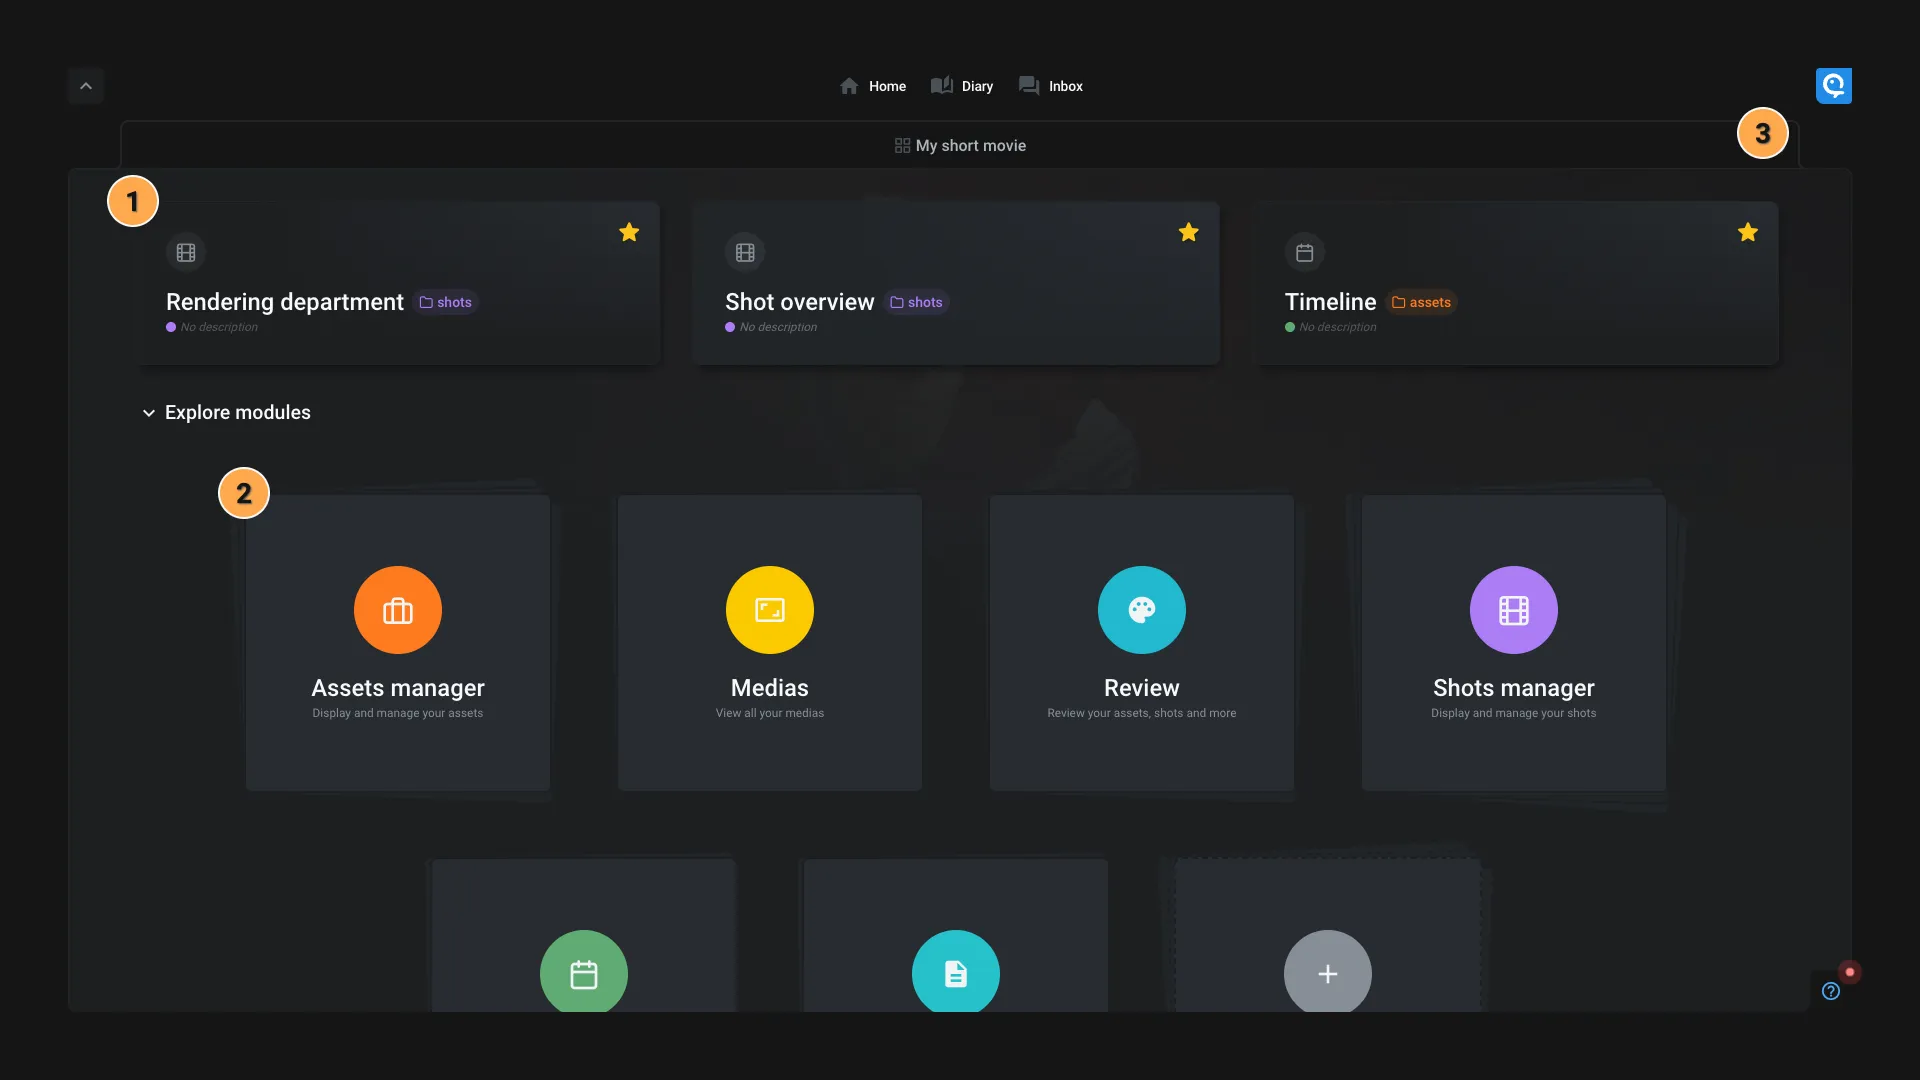 Home Diary Inbox
My short movie
3
1
Rendering department shots
No description
Shot overview shots
No description
Timeline assets
No description
Explore modules
2
Assets manager
Display and manage your assets
Medias
View all your medias
Review
Review your assets, shots and more
Shots manager
Display and manage your shots